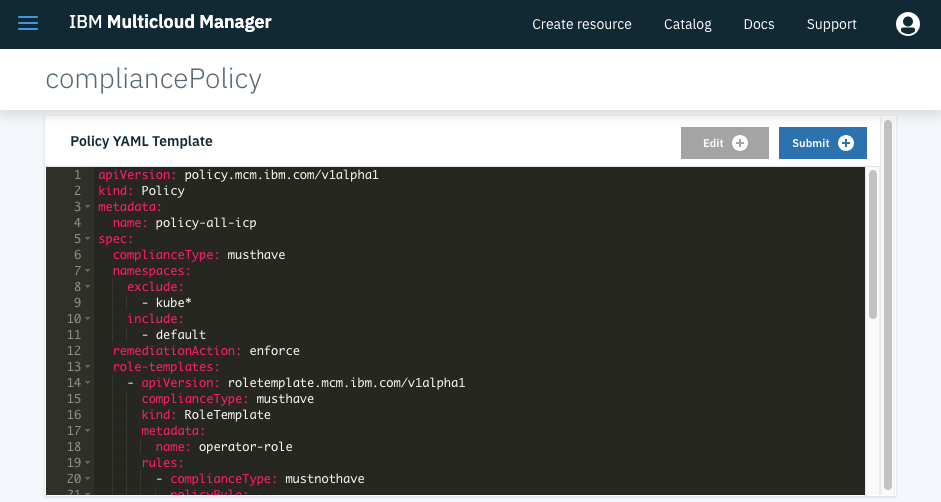 IBM Multicloud Manager Create resource Catalog Docs Support
compliancePolicy
Policy YAML Template Edit Submit
1 apiVersion: policy.mcm.ibm.com/v1alpha1
2 kind: Policy
3 metadata:
4   name: policy-all-icp
5 spec:
6   complianceType: musthave
7   namespaces:
8     exclude:
9       - kube*
10     include:
11       - default
12   remediationAction: enforce
13   role-templates:
14     - apiVersion: roletemplate.mcm.ibm.com/v1alpha1
15       complianceType: musthave
16       kind: RoleTemplate
17       metadata:
18         name: operator-role
19       rules:
20         - complianceType: mustnothave
21           policyRule: